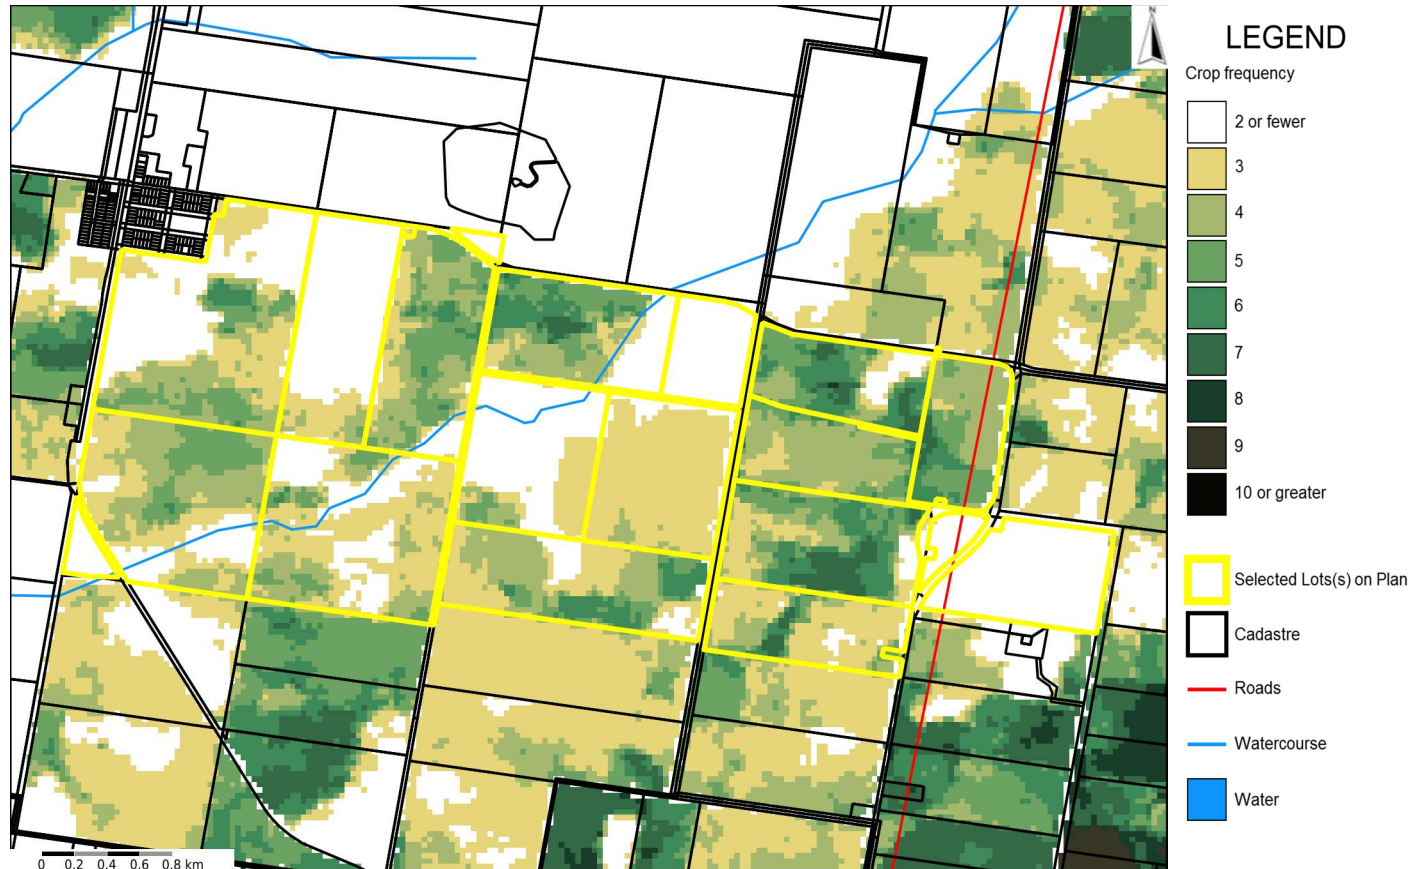 N
LEGEND
Crop frequency
2 or fewer
3
4
5
6
7
8
9
10 or greater
Selected Lots(s) on Plan
Cadastre
Roads
Watercourse
Water
0 0.2 0.4 0.6 0.8 km